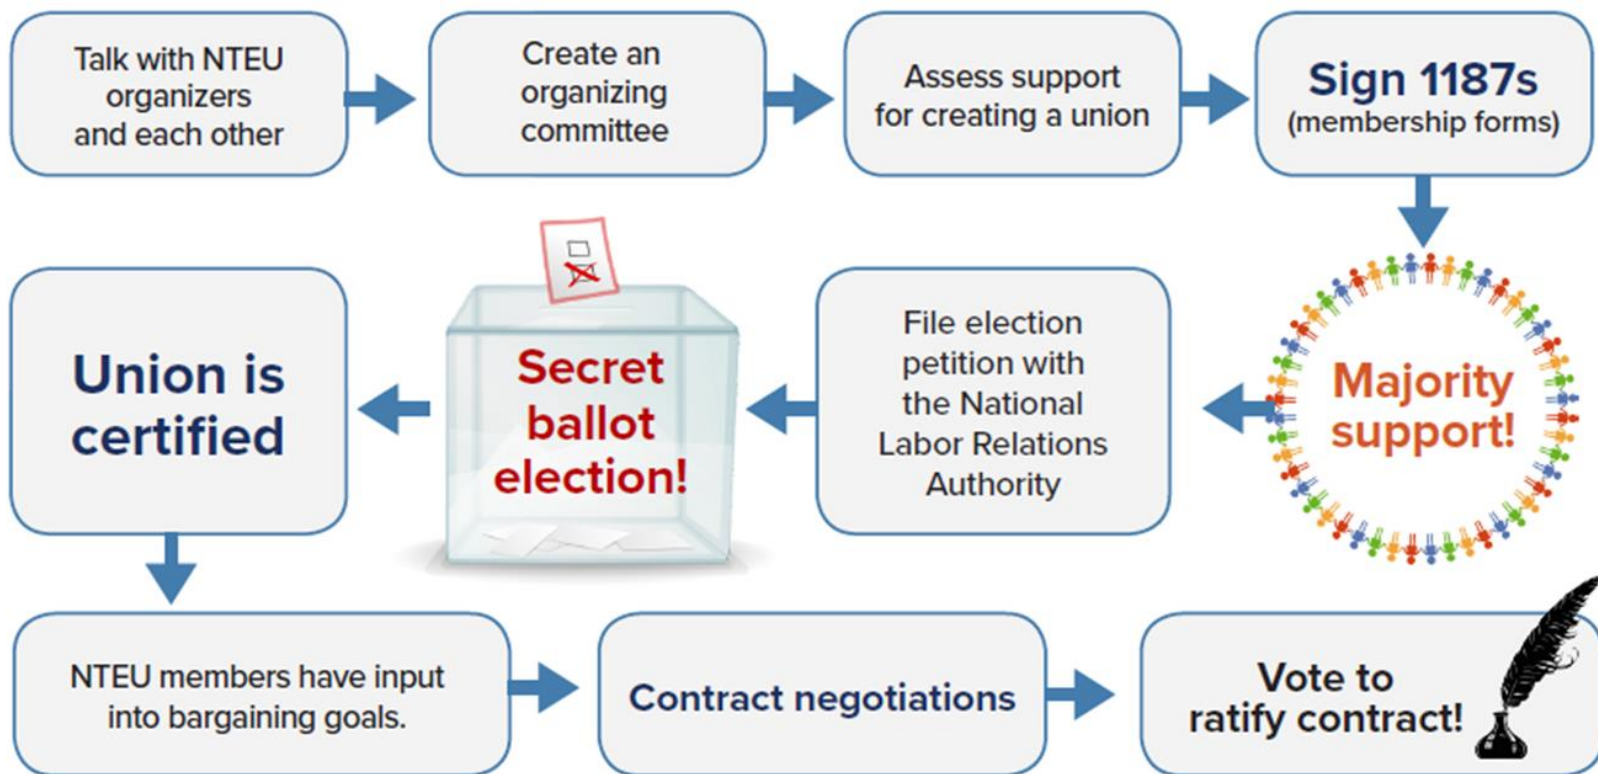 Talk with NTEU
organizers
and each other
Create an
organizing
committee
Assess support
for creating a union
Sign 1187s
(membership forms)
Majority
support!
File election
petition with
the National
Labor Relations
Authority
Secret
ballot
election!
Union is
certified
NTEU members have input
into bargaining goals.
Contract negotiations
Vote to
ratify contract!